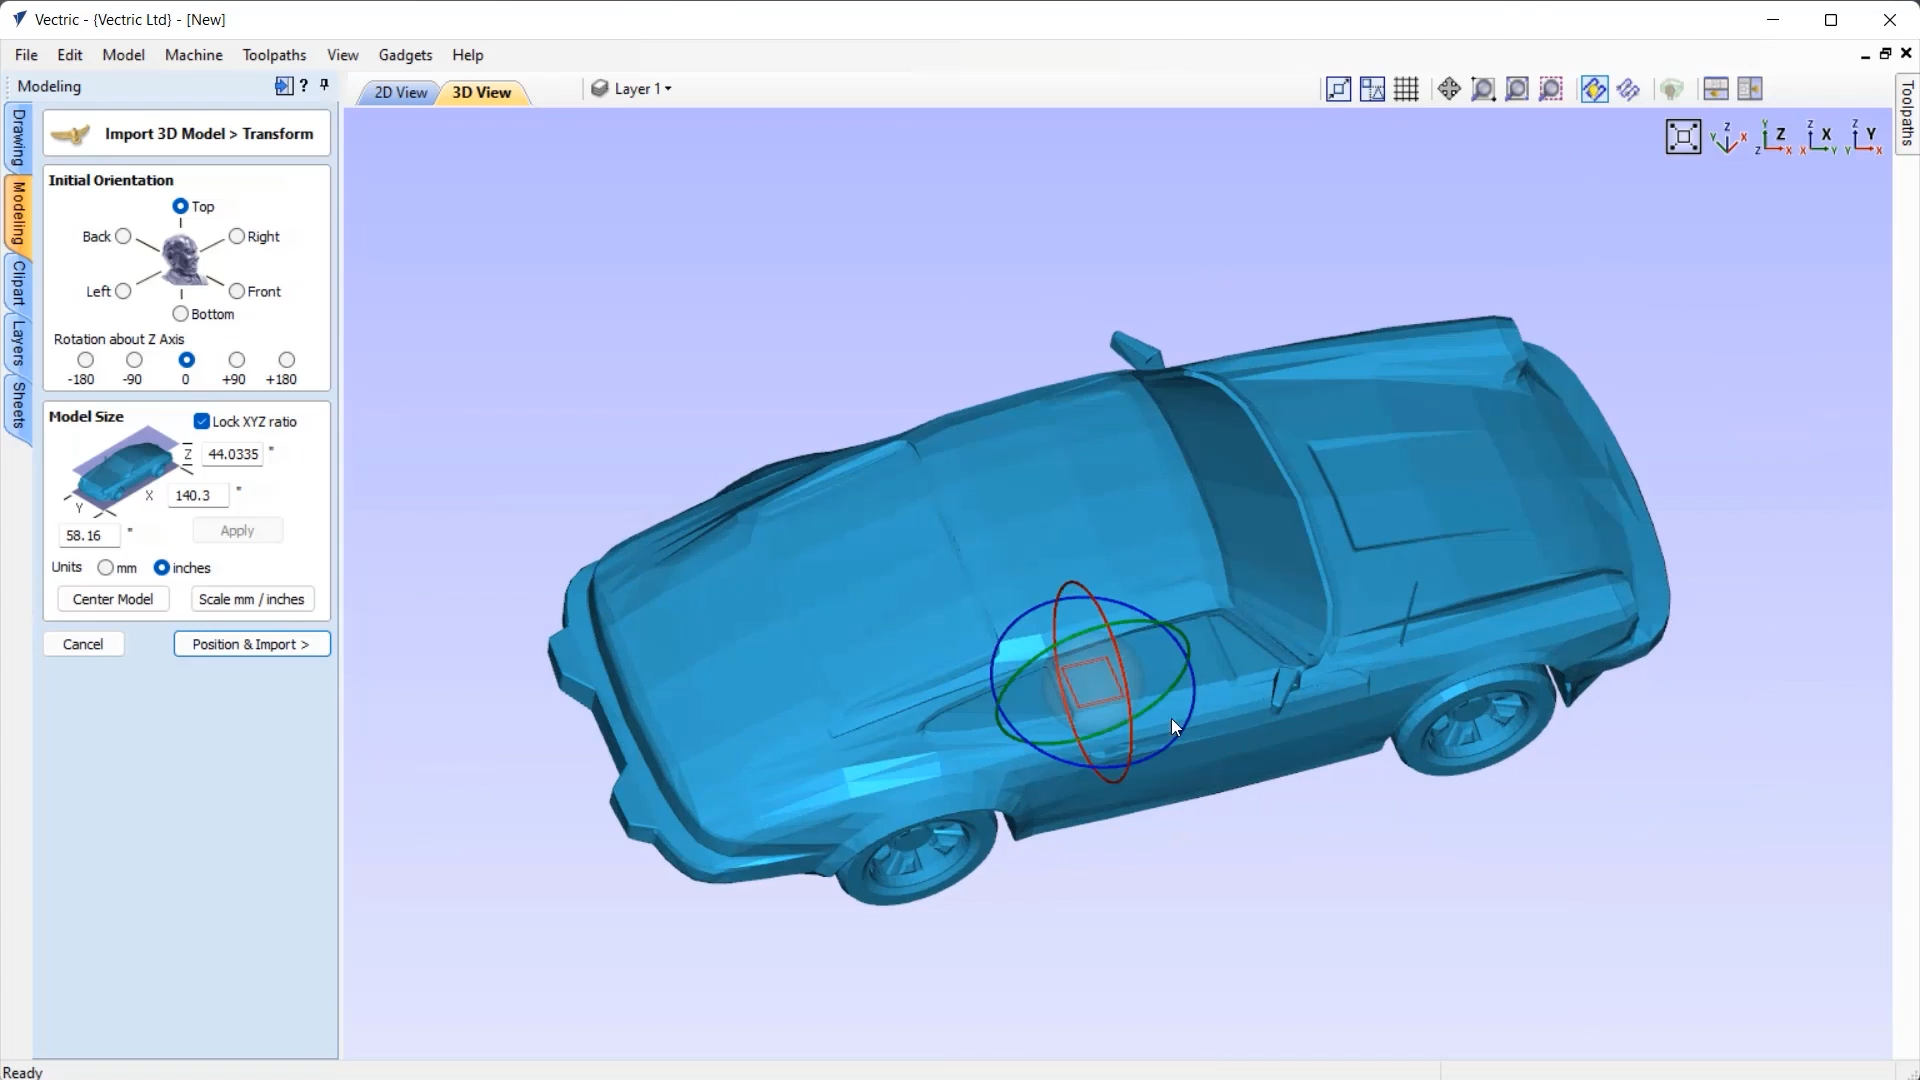 Vectric - {Vectric Ltd} - [New]
File Edit Model Machine Toolpaths View Gadgets Help
Modeling ?
2D View 3D View Layer 1
Toolpaths
Drawing
Modeling
Clipart
Layers
Sheets
Import 3D Model > Transform
Initial Orientation
Top
Back Right
Left Front
Bottom
Rotation about Z Axis
-180 -90 0 +90 +180
Model Size
Lock XYZ ratio
Z 44.0335 "
X 140.3 "
Y
58.16 "
Apply
Units mm inches
Center Model Scale mm / inches
Cancel Position & Import >
Y Z X
Y Z Z X
Z X X Y
Z Y Y X
Ready